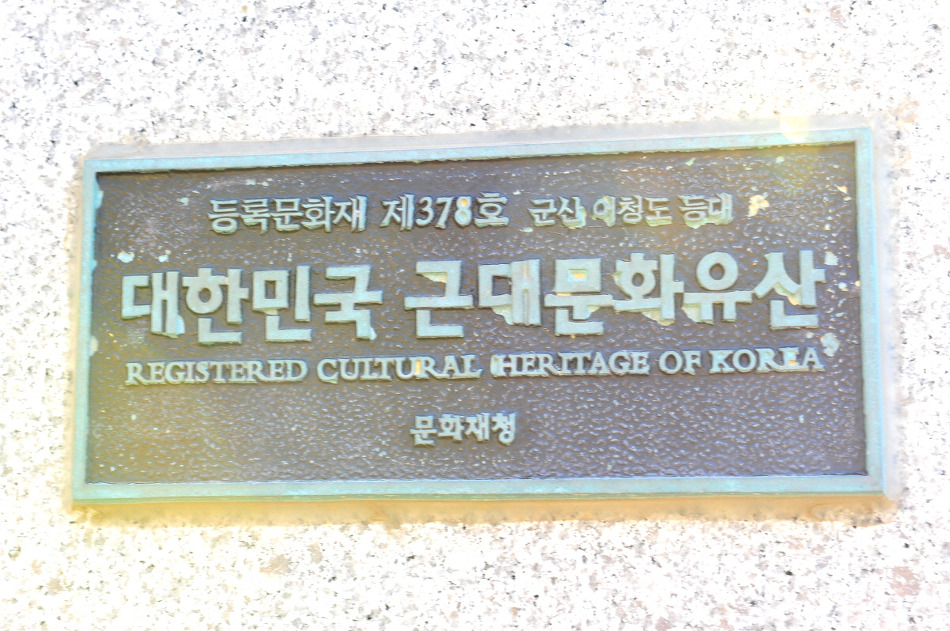 등록문화재 제378호 군산 어청도 등대
대한민국 근대문화유산
REGISTERED CULTURAL HERITAGE OF KOREA
문화재청